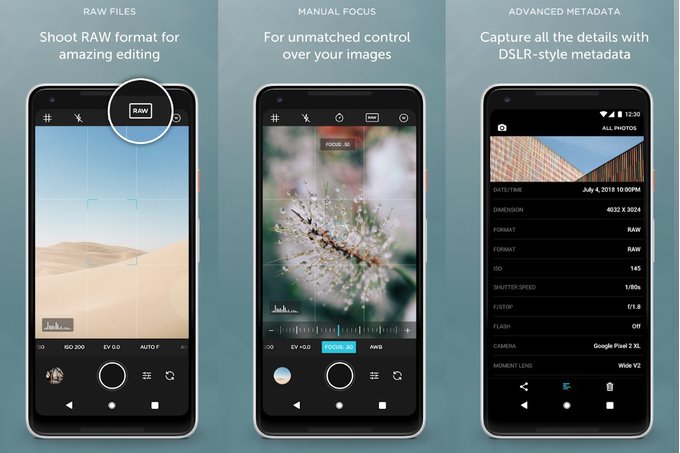 RAW FILES
Shoot RAW format for
amazing editing
RAW
ISO 200 EV 0.0 AUTO F
MANUAL FOCUS
For unmatched control
over your images
RAW
FOCUS: .50
- +
EV +0.0 FOCUS: .50 AWB
ADVANCED METADATA
Capture all the details with
DSLR-style metadata
12:30
ALL PHOTOS
DATE/TIME July 4, 2018 10:00PM
DIMENSION 4032 X 3024
FORMAT RAW
FORMAT RAW
ISO 145
SHUTTER SPEED 1/80s
F/STOP f/1.8
FLASH Off
CAMERA Google Pixel 2 XL
MOMENT LENS Wide V2